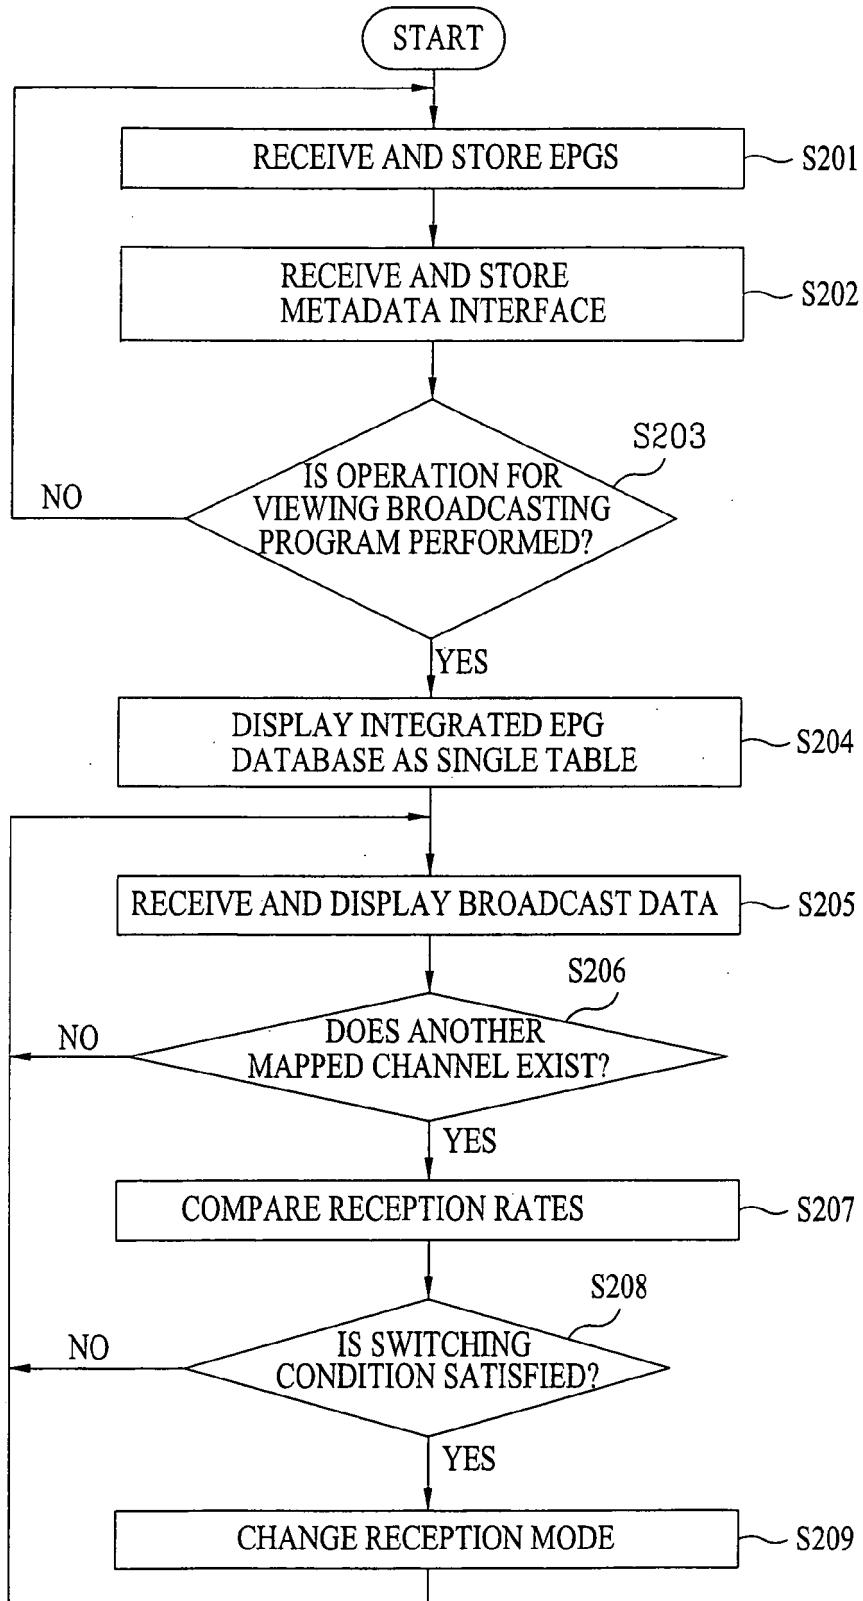 START
RECEIVE AND STORE EPGS
S201
RECEIVE AND STORE
METADATA INTERFACE
S202
S203
IS OPERATION FOR
VIEWING BROADCASTING
PROGRAM PERFORMED?
NO
YES
DISPLAY INTEGRATED EPG
DATABASE AS SINGLE TABLE
S204
RECEIVE AND DISPLAY BROADCAST DATA
S205
S206
DOES ANOTHER
MAPPED CHANNEL EXIST?
NO
YES
COMPARE RECEPTION RATES
S207
S208
IS SWITCHING
CONDITION SATISFIED?
NO
YES
CHANGE RECEPTION MODE
S209